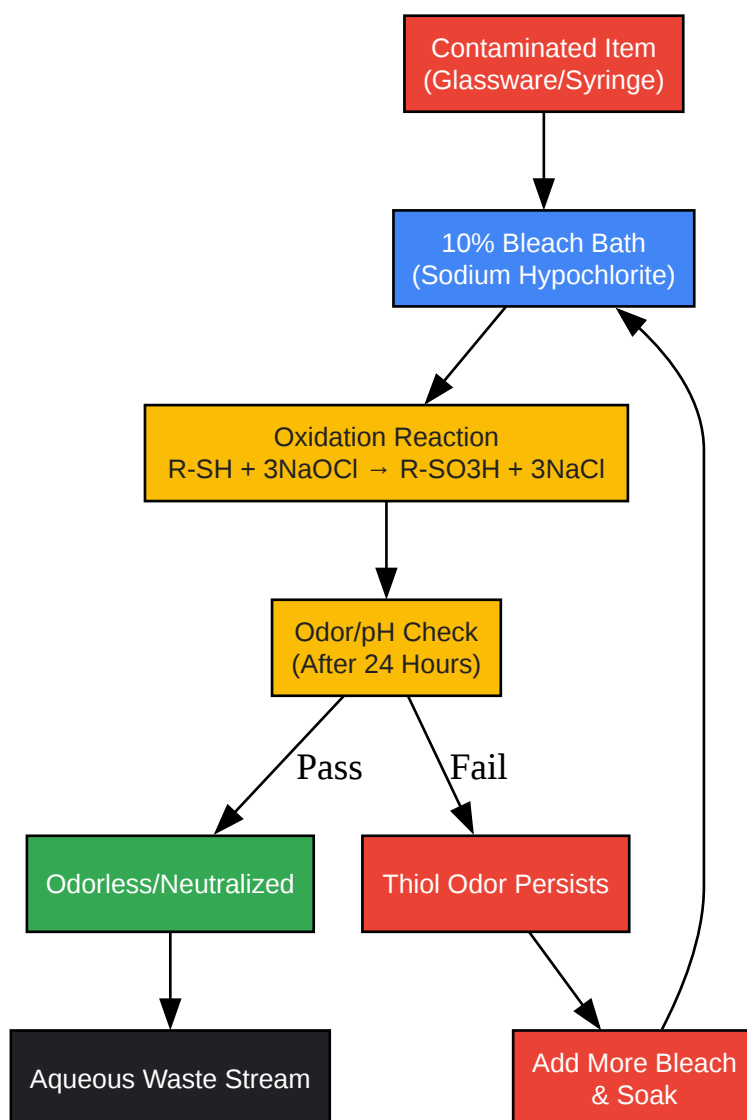 Contaminated Item
(Glassware/Syringe)
10% Bleach Bath
(Sodium Hypochlorite)
Oxidation Reaction
R-SH + 3NaOCl → R-SO3H + 3NaCl
Odor/pH Check
(After 24 Hours)
Pass
Fail
Odorless/Neutralized
Thiol Odor Persists
Aqueous Waste Stream
Add More Bleach
& Soak